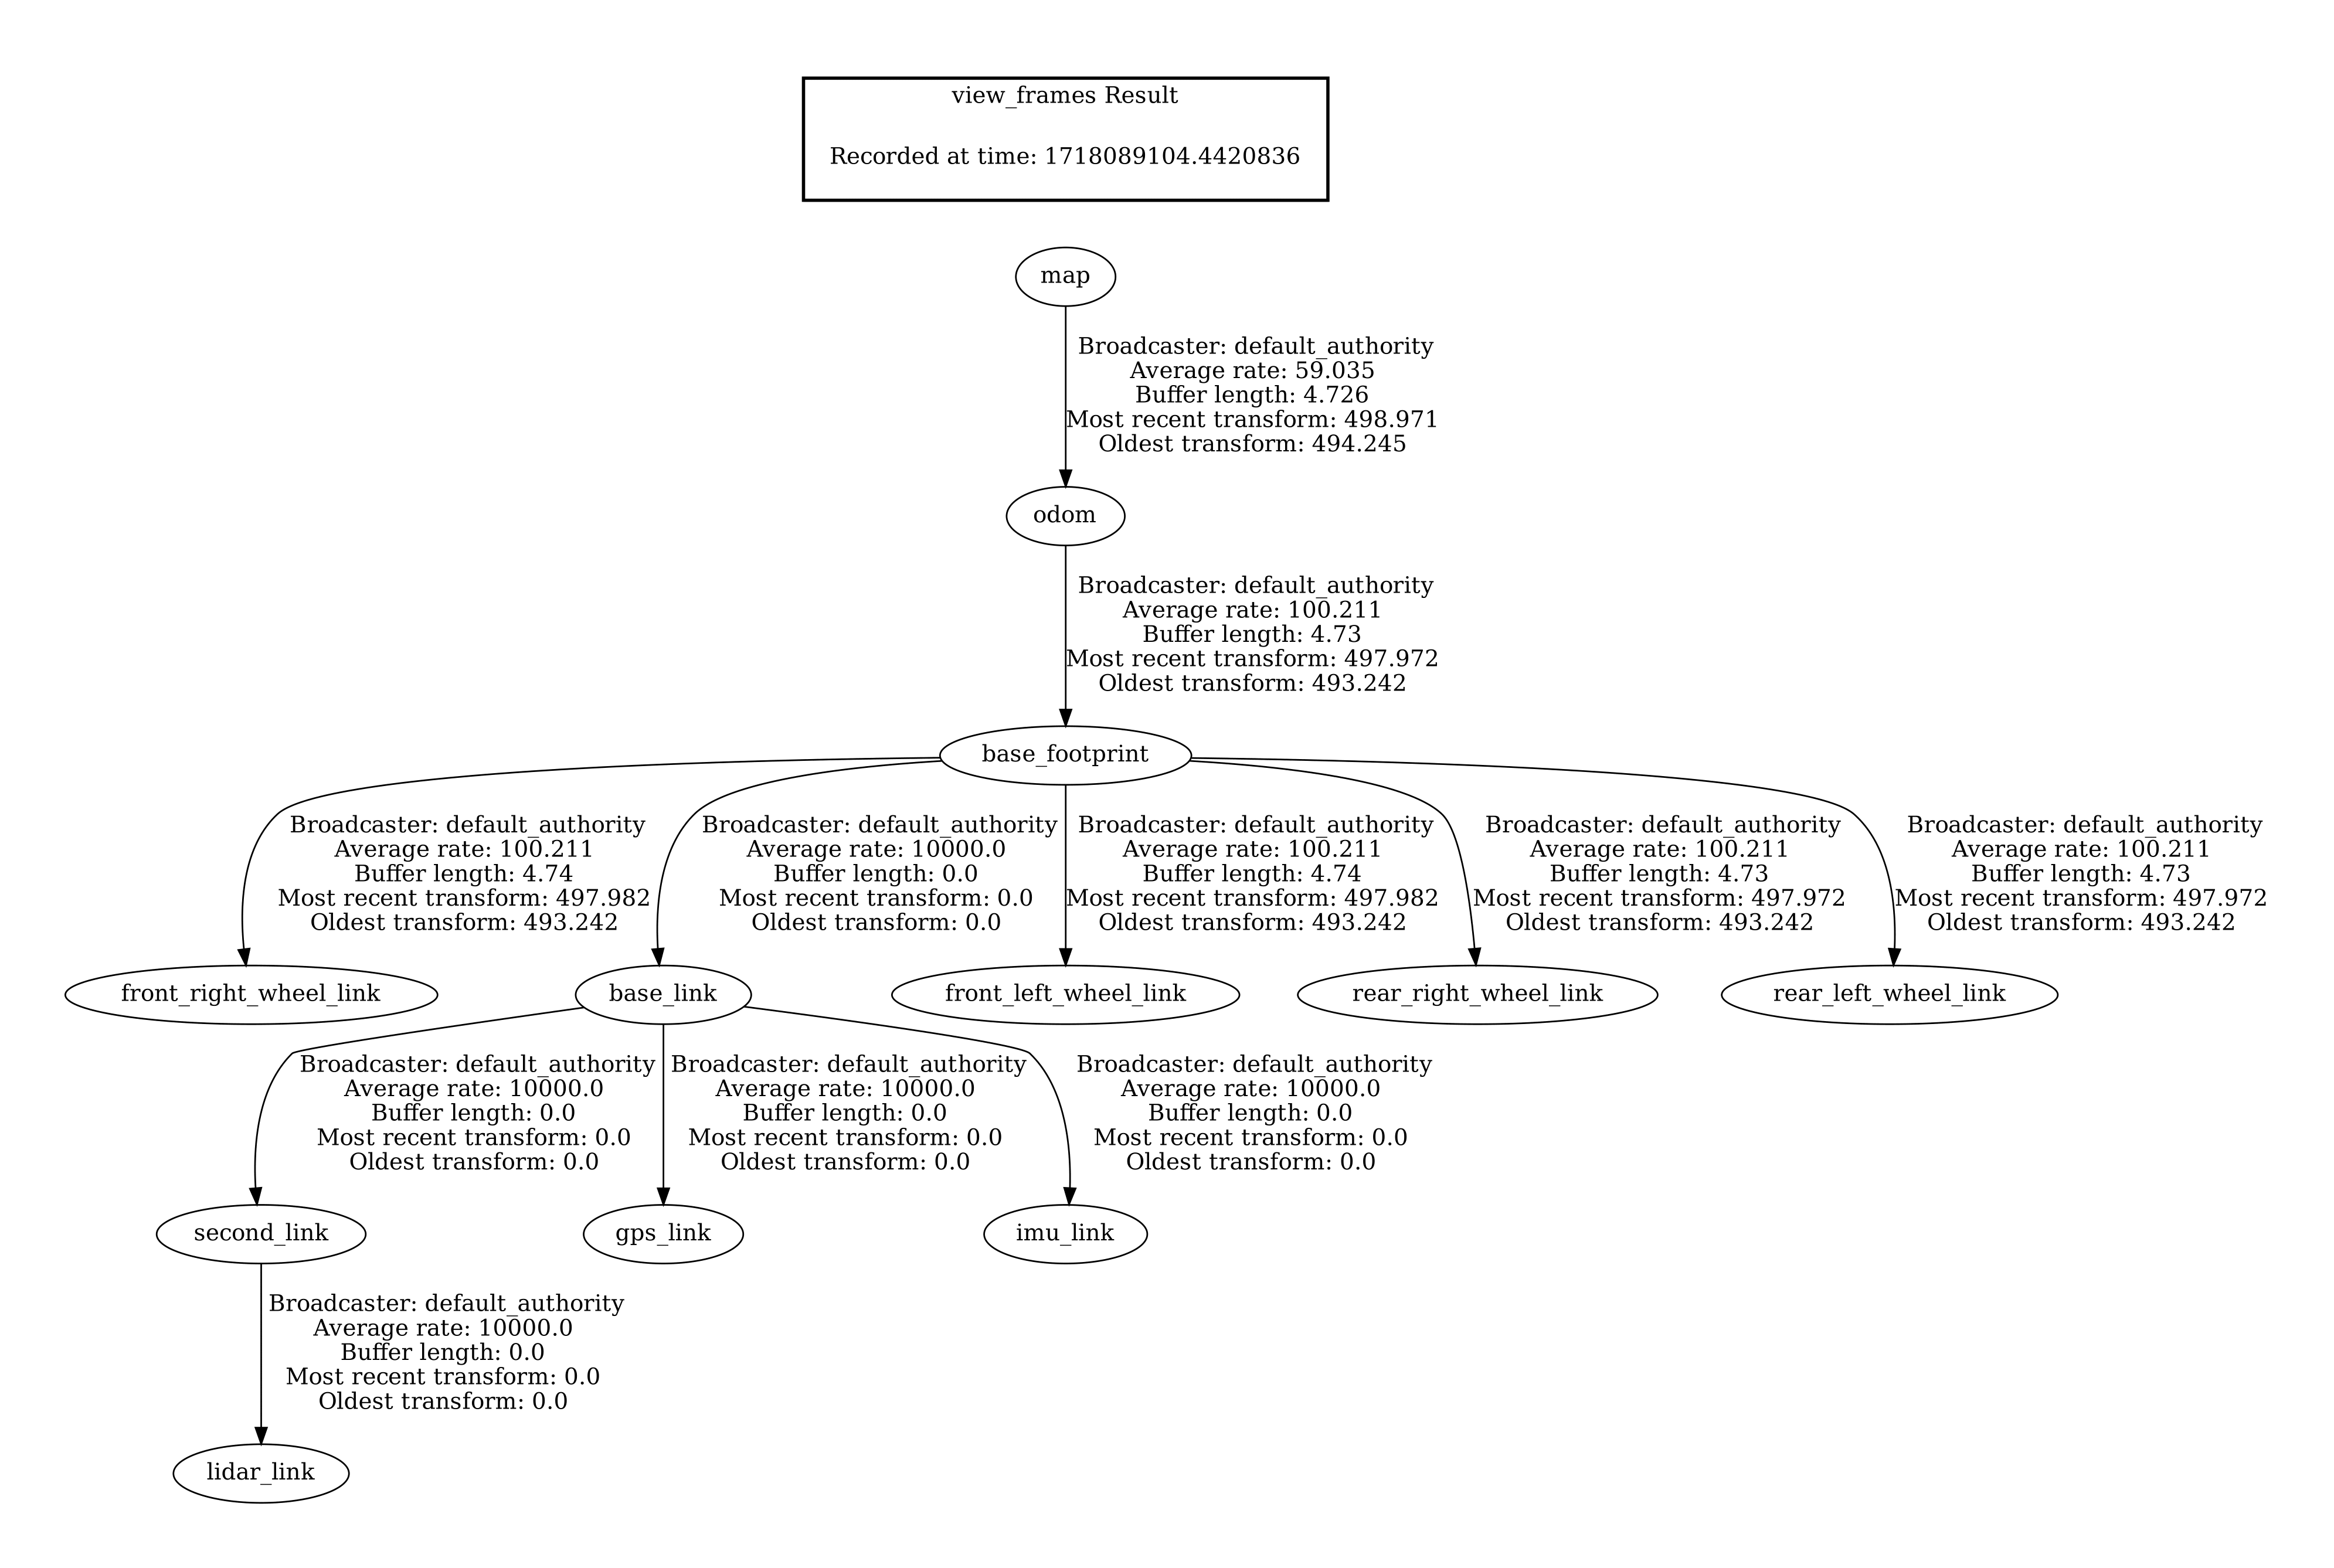 view_frames Result
Recorded at time: 1718089104.4420836
map
Broadcaster: default_authority
Average rate: 59.035
Buffer length: 4.726
Most recent transform: 498.971
Oldest transform: 494.245
odom
Broadcaster: default_authority
Average rate: 100.211
Buffer length: 4.73
Most recent transform: 497.972
Oldest transform: 493.242
base_footprint
Broadcaster: default_authority
Average rate: 100.211
Buffer length: 4.74
Most recent transform: 497.982
Oldest transform: 493.242
Broadcaster: default_authority
Average rate: 10000.0
Buffer length: 0.0
Most recent transform: 0.0
Oldest transform: 0.0
Broadcaster: default_authority
Average rate: 100.211
Buffer length: 4.74
Most recent transform: 497.982
Oldest transform: 493.242
Broadcaster: default_authority
Average rate: 100.211
Buffer length: 4.73
Most recent transform: 497.972
Oldest transform: 493.242
Broadcaster: default_authority
Average rate: 100.211
Buffer length: 4.73
Most recent transform: 497.972
Oldest transform: 493.242
front_right_wheel_link
base_link
front_left_wheel_link
rear_right_wheel_link
rear_left_wheel_link
Broadcaster: default_authority
Average rate: 10000.0
Buffer length: 0.0
Most recent transform: 0.0
Oldest transform: 0.0
Broadcaster: default_authority
Average rate: 10000.0
Buffer length: 0.0
Most recent transform: 0.0
Oldest transform: 0.0
Broadcaster: default_authority
Average rate: 10000.0
Buffer length: 0.0
Most recent transform: 0.0
Oldest transform: 0.0
second_link
gps_link
imu_link
Broadcaster: default_authority
Average rate: 10000.0
Buffer length: 0.0
Most recent transform: 0.0
Oldest transform: 0.0
lidar_link